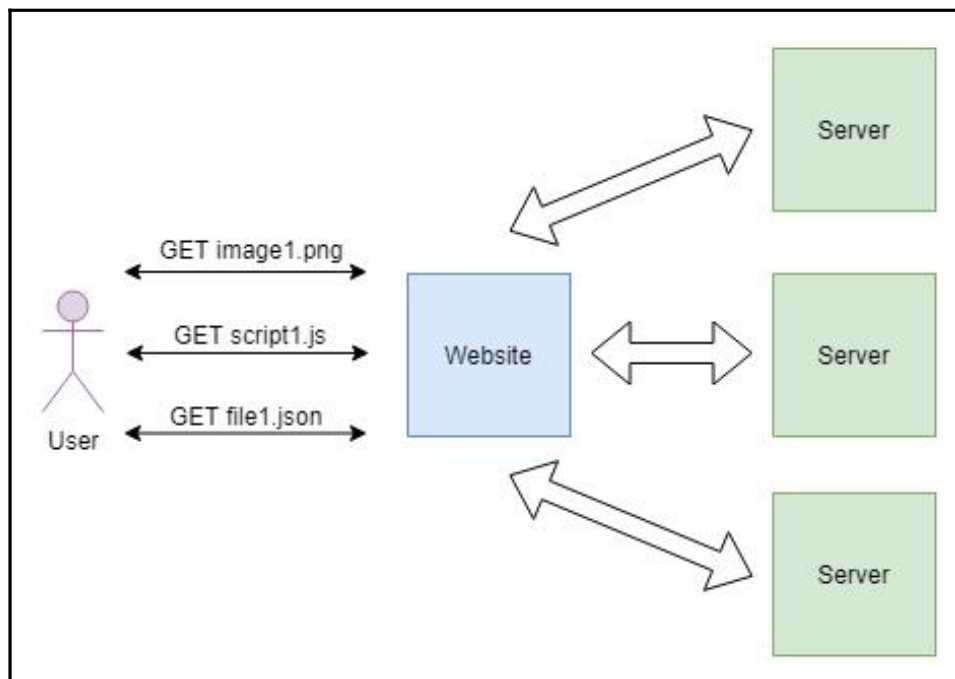 Server
GET image1.png
GET script1.js
Website
Server
GET file1.json
User
Server